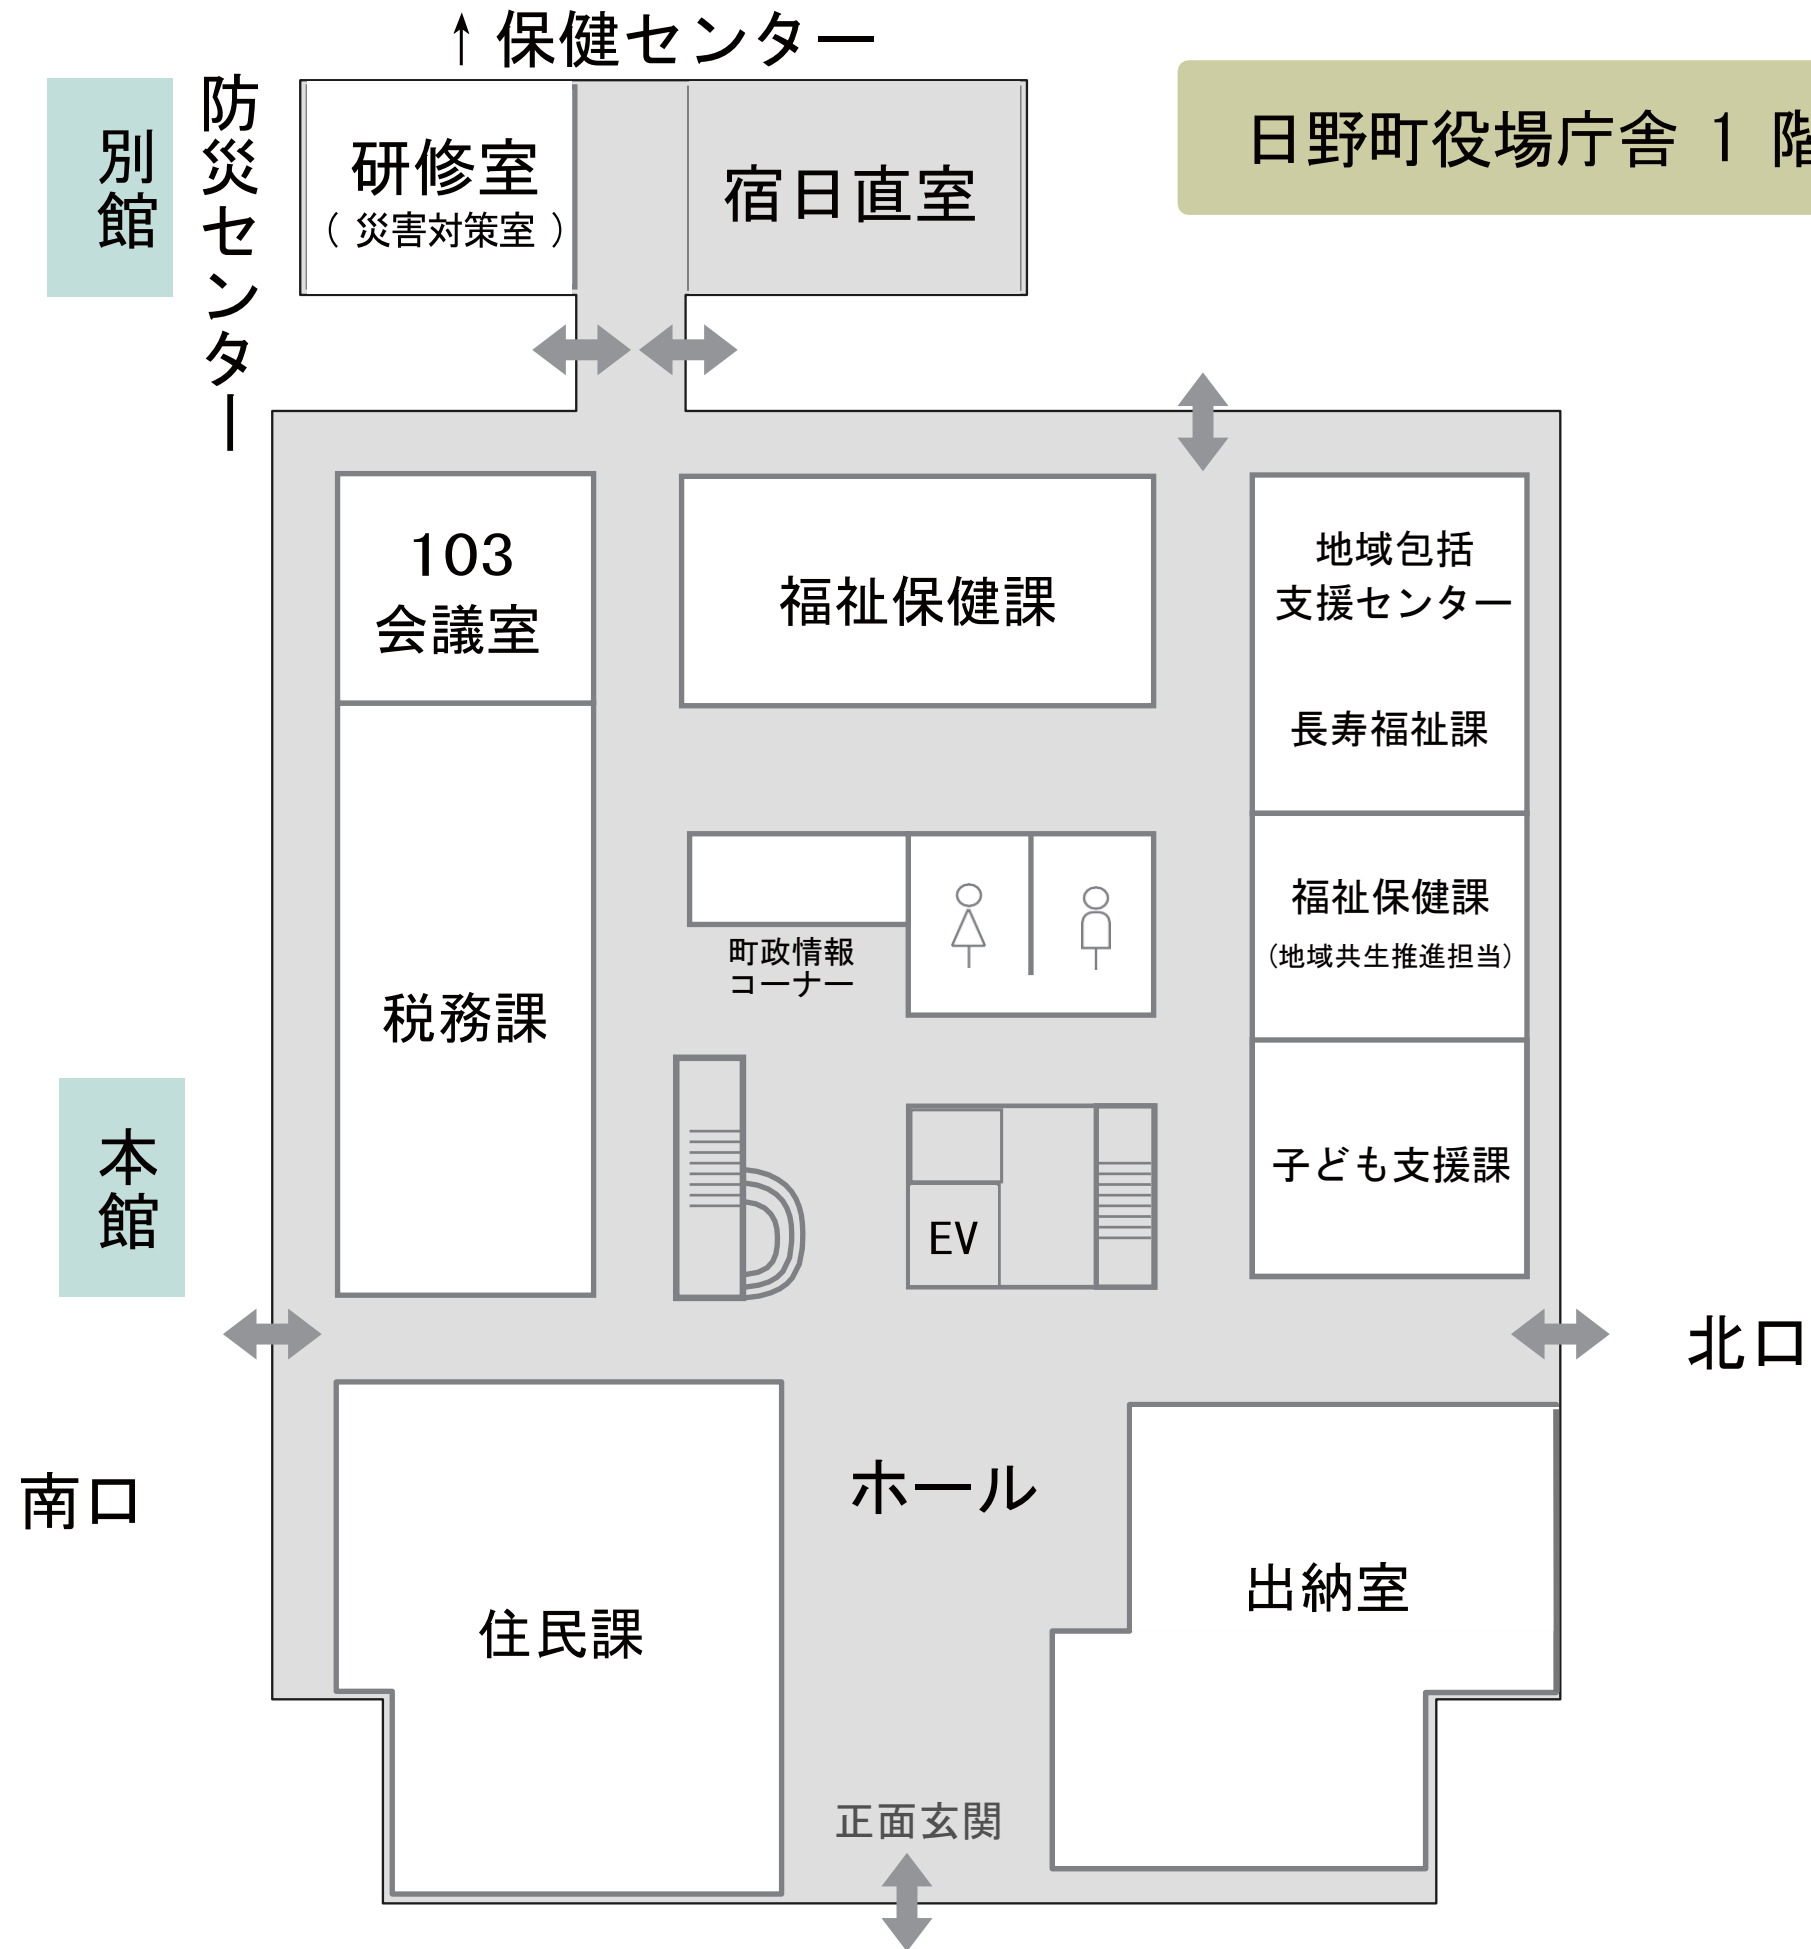 ↑ 保健センター
日野町役場庁舎 1 階
別館
防災センター
研修室
( 災害対策室 )
宿日直室
103
会議室
福祉保健課
地域包括
支援センター
長寿福祉課
税務課
町政情報
コーナー
福祉保健課
(地域共生推進担当)
本館
EV
子ども支援課
北口
南口
ホール
住民課
出納室
正面玄関